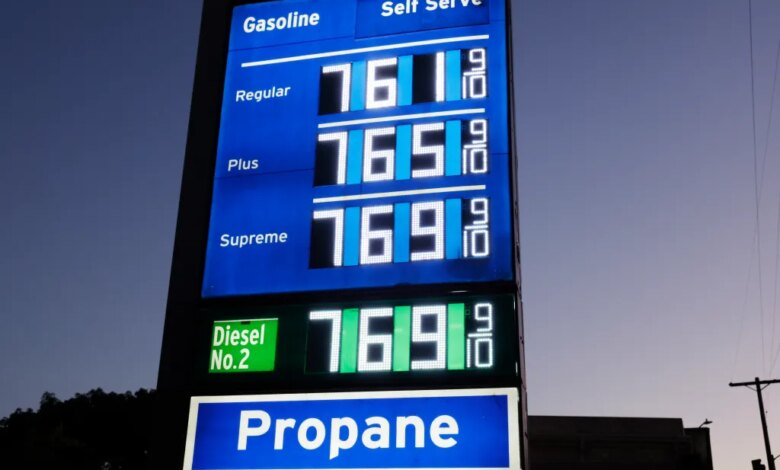 Gasoline Self Serve
Regular 761 9/10
Plus 765 9/10
Supreme 769 9/10
Diesel No.2 769 9/10
Propane